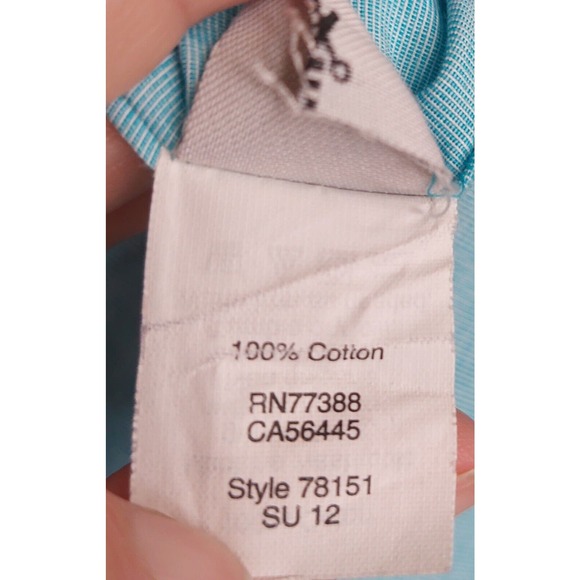 100% Cotton
RN77388
CA56445
Style 78151
SU 12